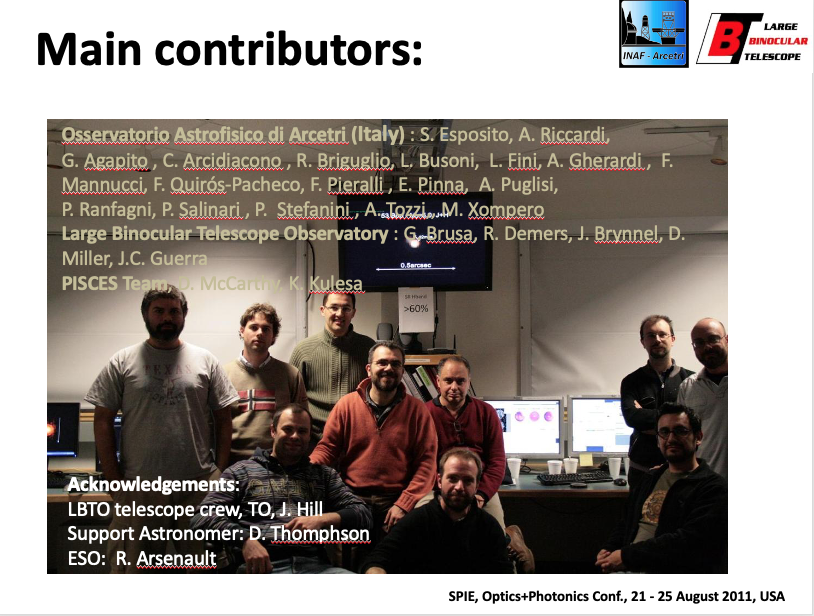 Main contributors:
INAF - Arcetri
LARGE
BINOCULAR
TELESCOPE
Osservatorio Astrofisico di Arcetri (Italy) : S. Esposito, A. Riccardi,
G. Agapito , C. Arcidiacono , R. Briguglio, L. Busoni, L. Fini, A. Gherardi , F.
Mannucci, F. Quirós-Pacheco, F. Pieralli , E. Pinna, A. Puglisi,
P. Ranfagni, P. Salinari , P. Stefanini , A. Tozzi , M. Xompero
Large Binocular Telescope Observatory : G. Brusa, R. Demers, J. Brynnel, D.
Miller, J.C. Guerra
PISCES Team, D. McCarthy, K. Kulesa
0.5arcsec
>60%
TEXAS
Acknowledgements:
LBTO telescope crew, TO, J. Hill
Support Astronomer: D. Thomphson
ESO: R. Arsenault
SPIE, Optics+Photonics Conf., 21 - 25 August 2011, USA